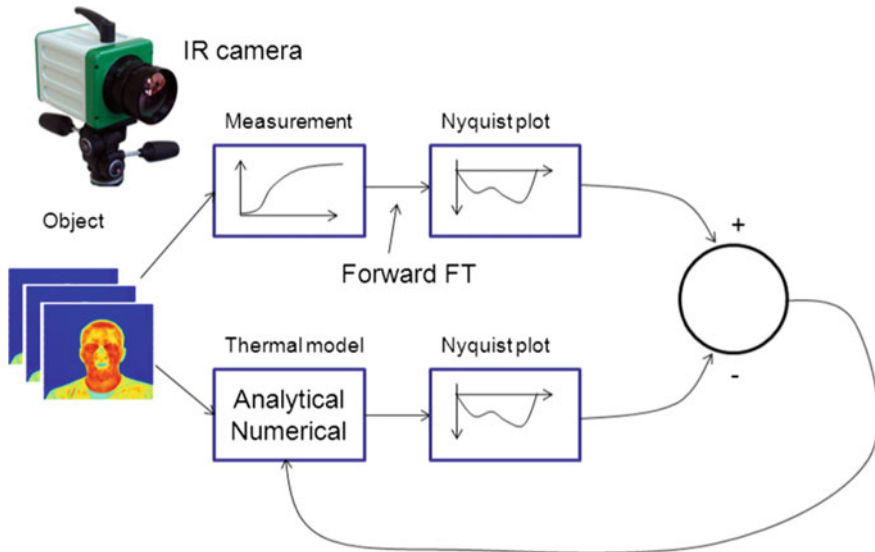 IR camera
Measurement
Nyquist plot
Object
Forward FT
+
Thermal model
Nyquist plot
-
Analytical
Numerical